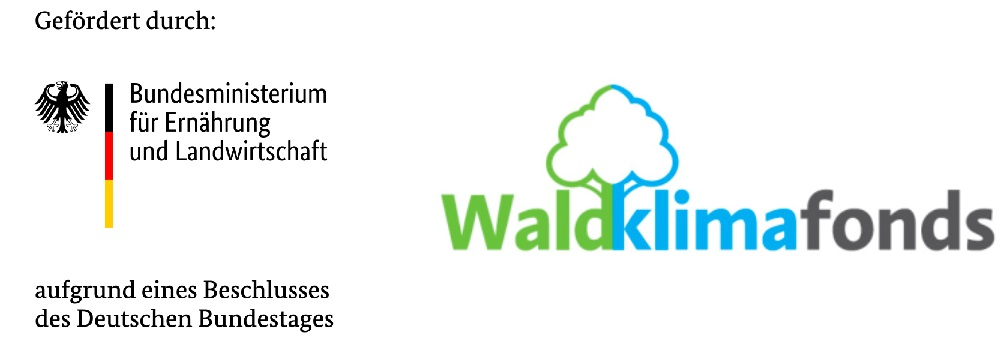 Gefördert durch:
Bundesministerium
für Ernährung
und Landwirtschaft
Waldklimafonds
aufgrund eines Beschlusses
des Deutschen Bundestages